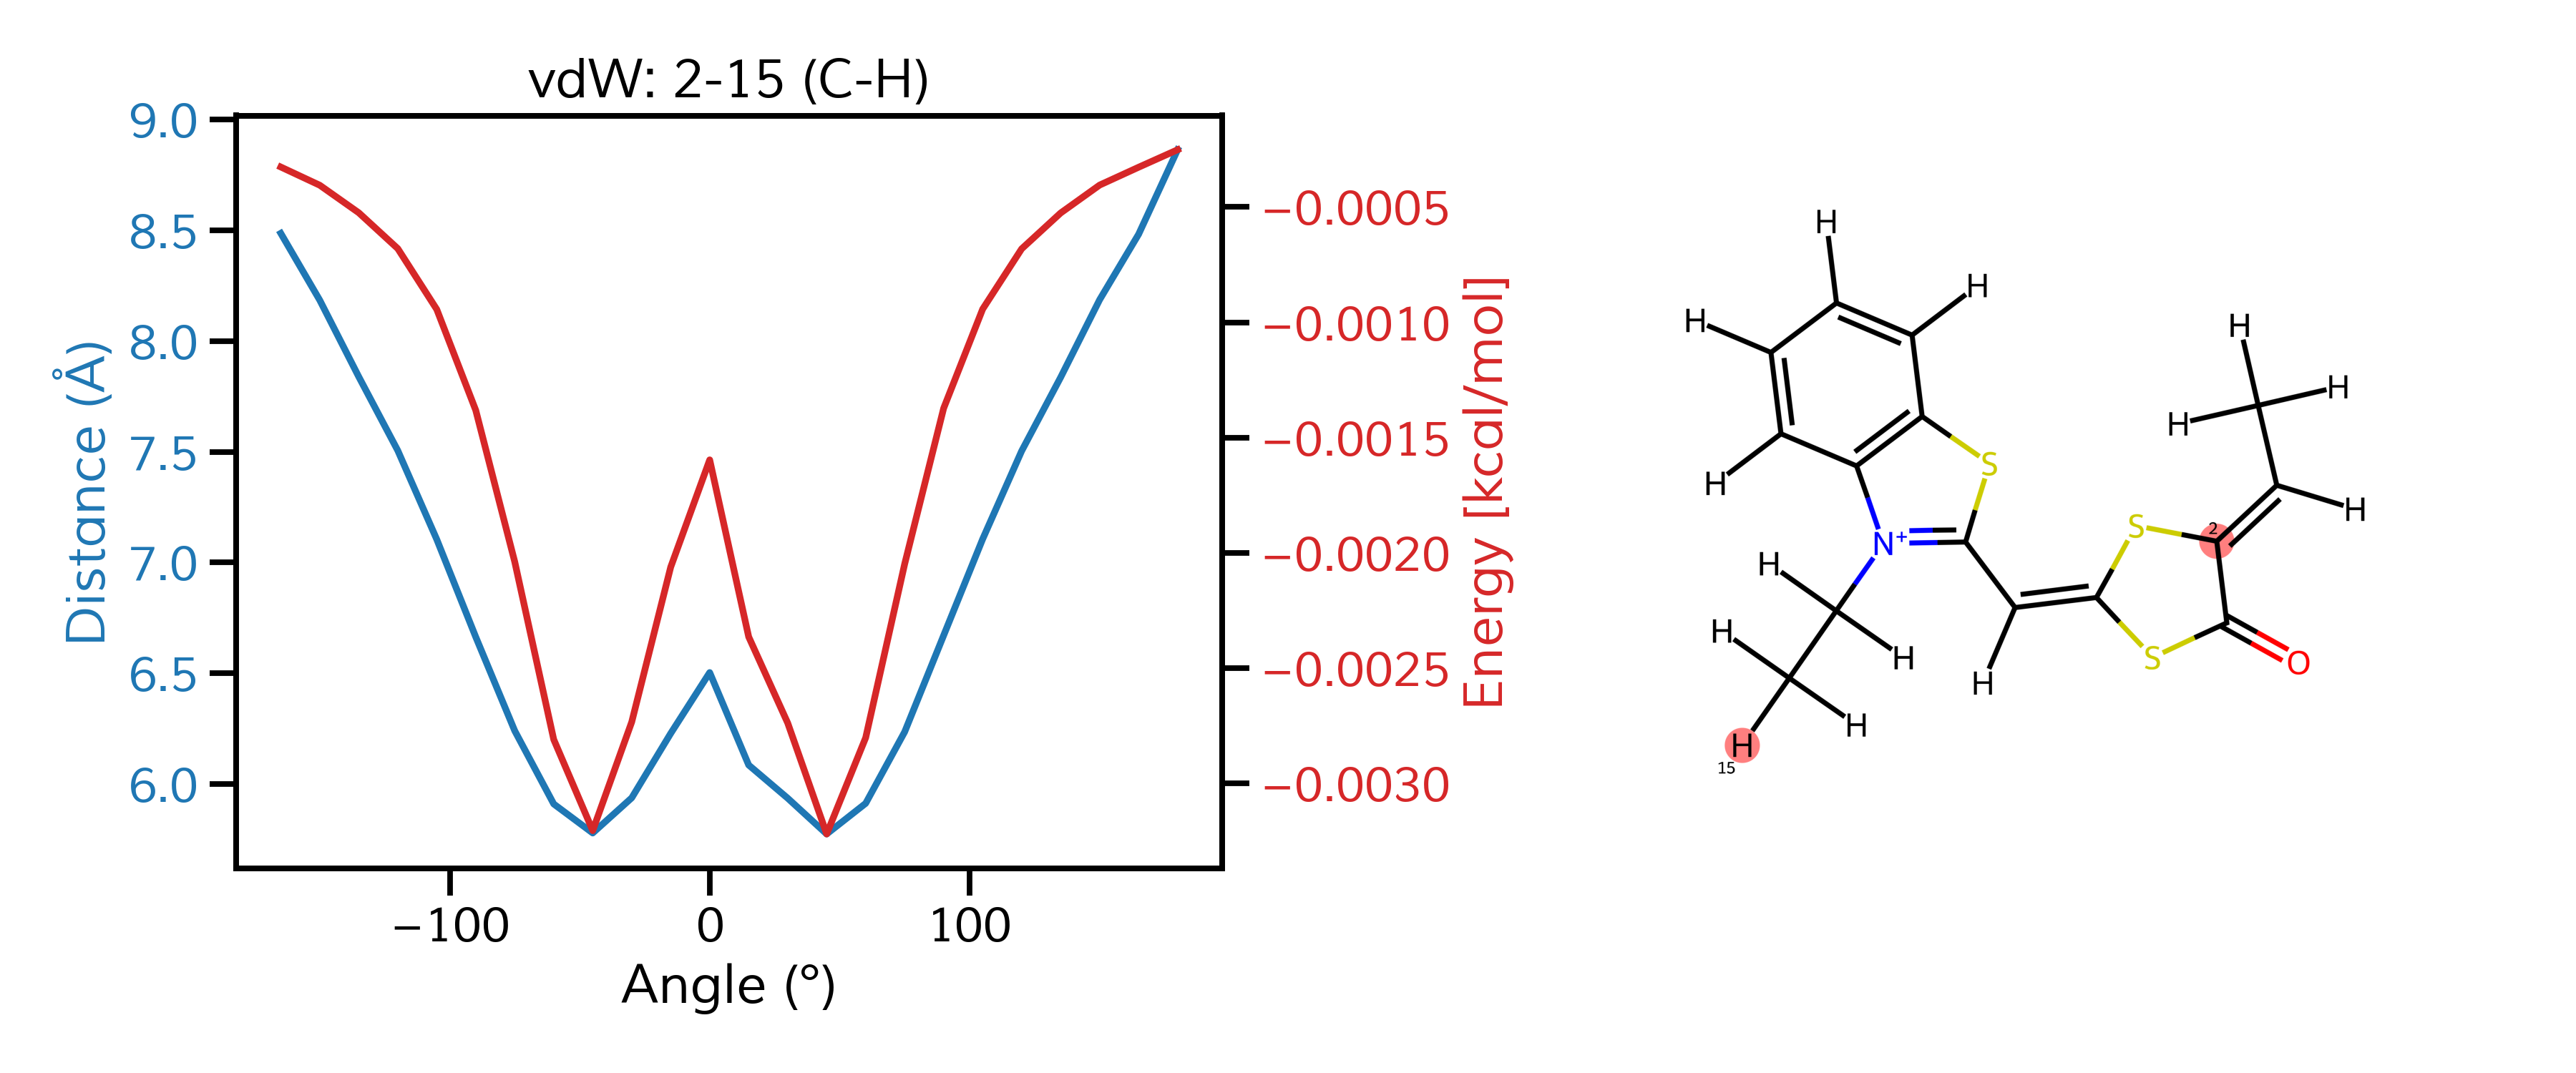 vdW: 2-15 (C-H)
9.0
8.5
8.0
7.5
7.0
6.5
6.0
Distance (Å)
−100
0
100
Angle (°)
−0.0005
−0.0010
−0.0015
−0.0020
−0.0025
−0.0030
Energy [kcal/mol]
H
H
H
H
H
H
H
S
H
H
S
2
N+
H
H
H
S
O
H
H
H
15